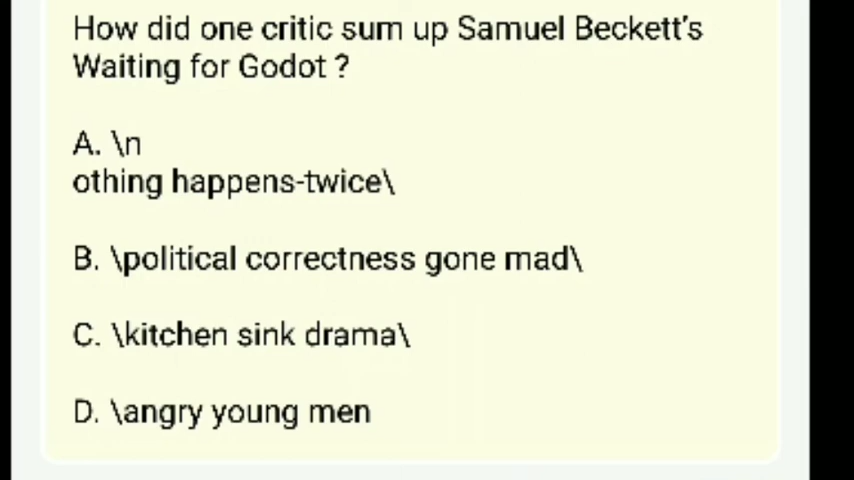 How did one critic sum up Samuel Beckett's
Waiting for Godot ?
A. \n
othing happens-twice\
B. \political correctness gone mad\
C. \kitchen sink drama\
D. \angry young men